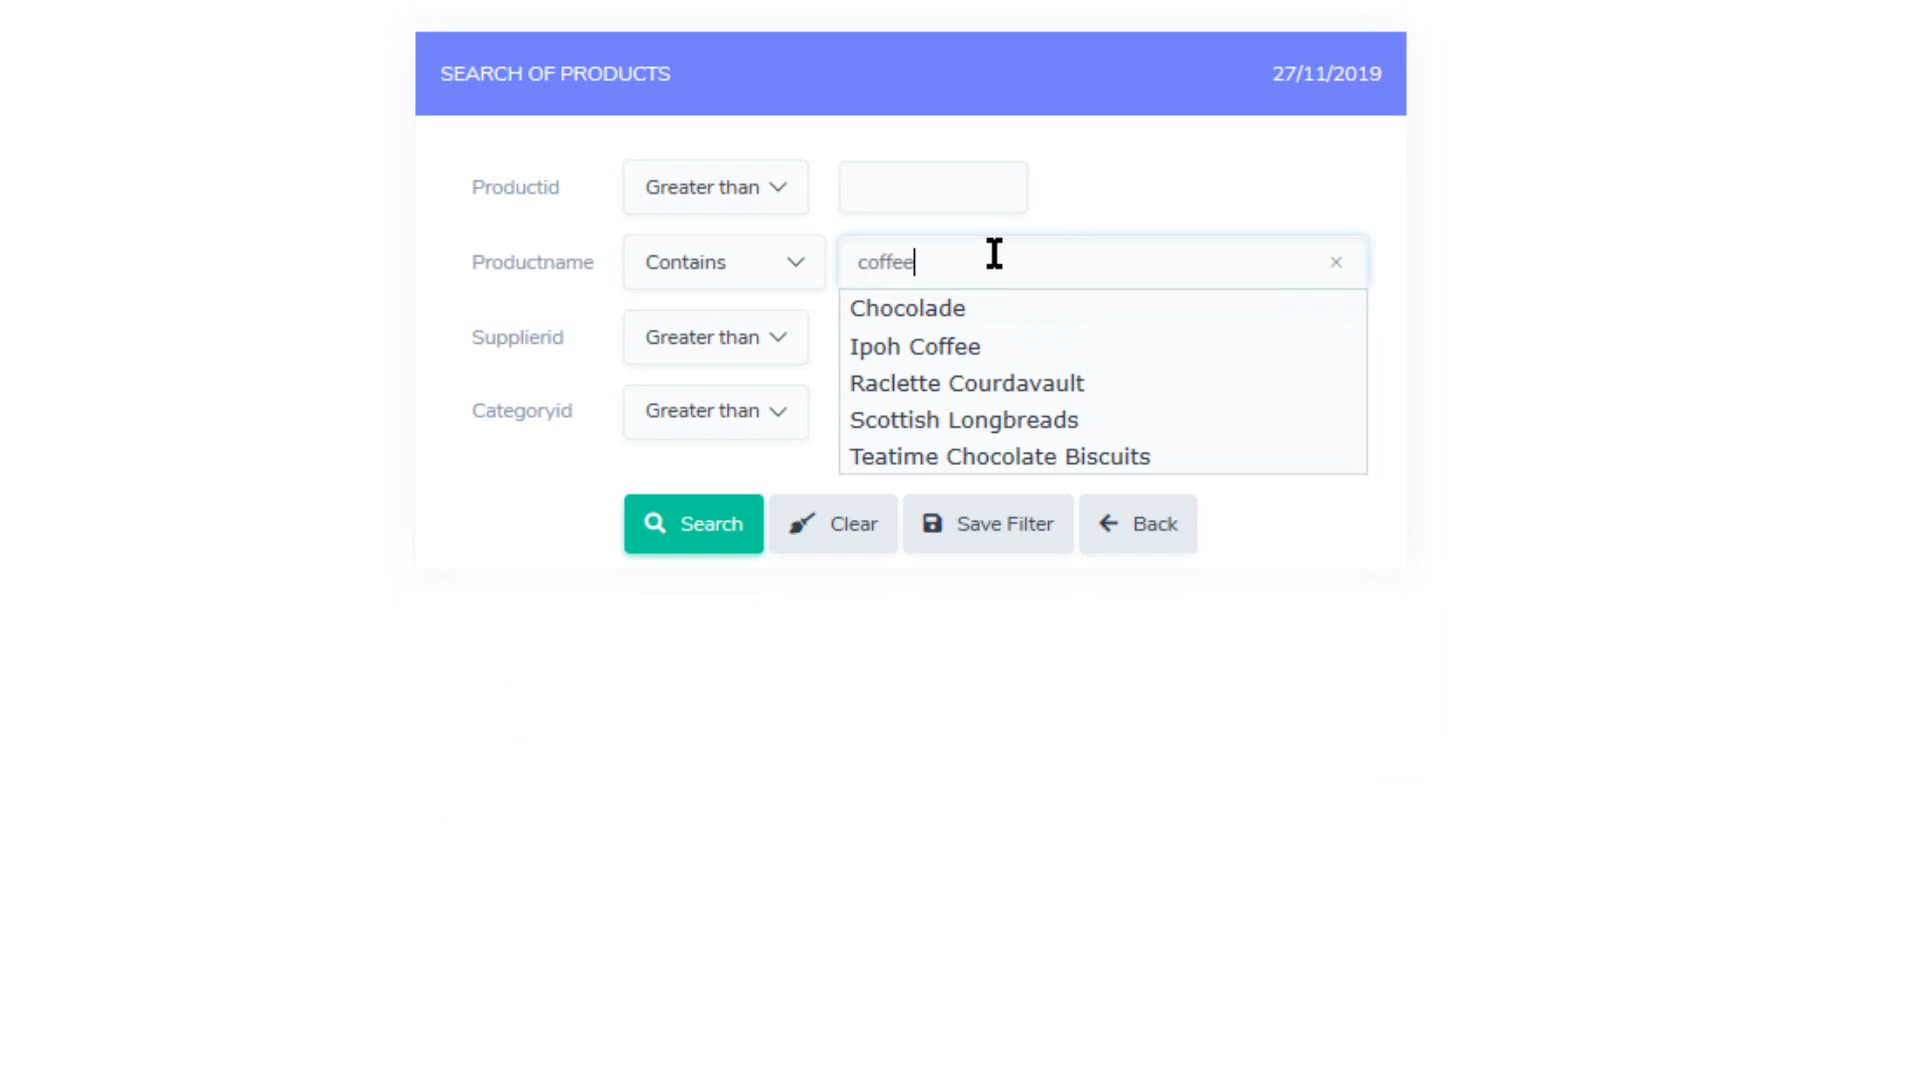 SEARCH OF PRODUCTS 27/11/2019
Productid Greater than
Productname Contains coffee ×
Chocolade
Supplierid Greater than
Ipoh Coffee
Raclette Courdavault
Categoryid Greater than
Scottish Longbreads
Teatime Chocolate Biscuits
Search Clear Save Filter Back